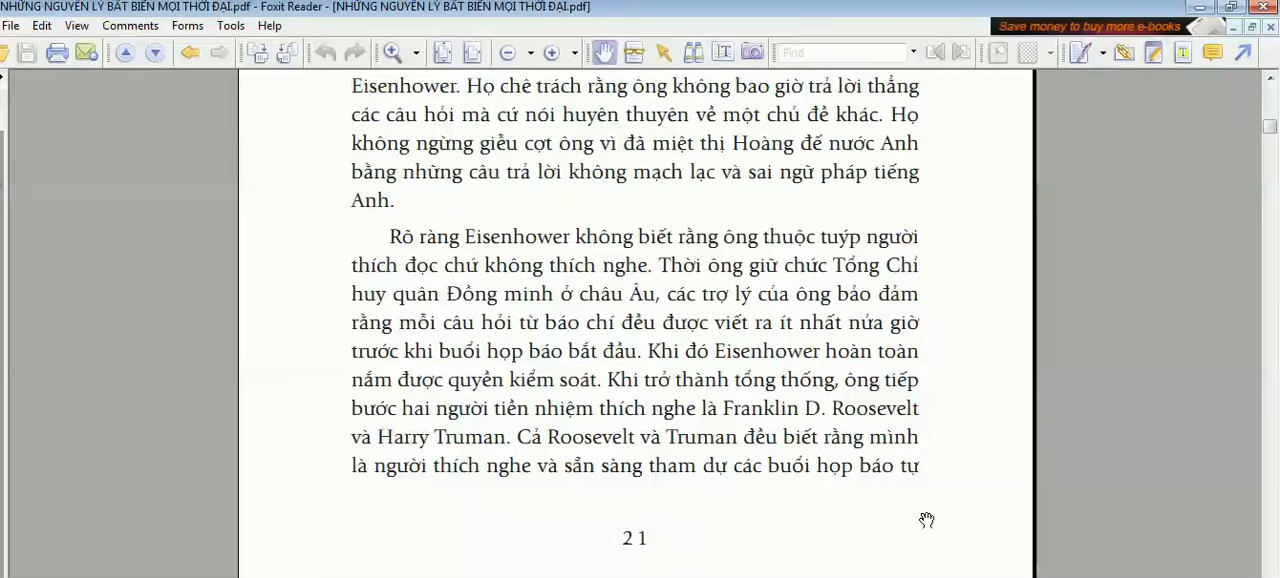 NHỮNG NGUYÊN LÝ BẤT BIẾN MỌI THỜI ĐẠI.pdf - Foxit Reader - [NHỮNG NGUYÊN LÝ BẤT BIẾN MỌI THỜI ĐẠI.pdf]
File Edit View Comments Forms Tools Help
Save money to buy more e-books
Find
Eisenhower. Họ chê trách rằng ông không bao giờ trả lời thẳng
các câu hỏi mà cứ nói huyên thuyên về một chủ đề khác. Họ
không ngừng giễu cợt ông vì đã miệt thị Hoàng đế nước Anh
bằng những câu trả lời không mạch lạc và sai ngữ pháp tiếng
Anh.
Rõ ràng Eisenhower không biết rằng ông thuộc tuýp người
thích đọc chứ không thích nghe. Thời ông giữ chức Tổng Chỉ
huy quân Đồng minh ở châu Âu, các trợ lý của ông bảo đảm
rằng mỗi câu hỏi từ báo chí đều được viết ra ít nhất nửa giờ
trước khi buổi họp báo bắt đầu. Khi đó Eisenhower hoàn toàn
nắm được quyền kiểm soát. Khi trở thành tổng thống, ông tiếp
bước hai người tiền nhiệm thích nghe là Franklin D. Roosevelt
và Harry Truman. Cả Roosevelt và Truman đều biết rằng mình
là người thích nghe và sẵn sàng tham dự các buổi họp báo tự
21